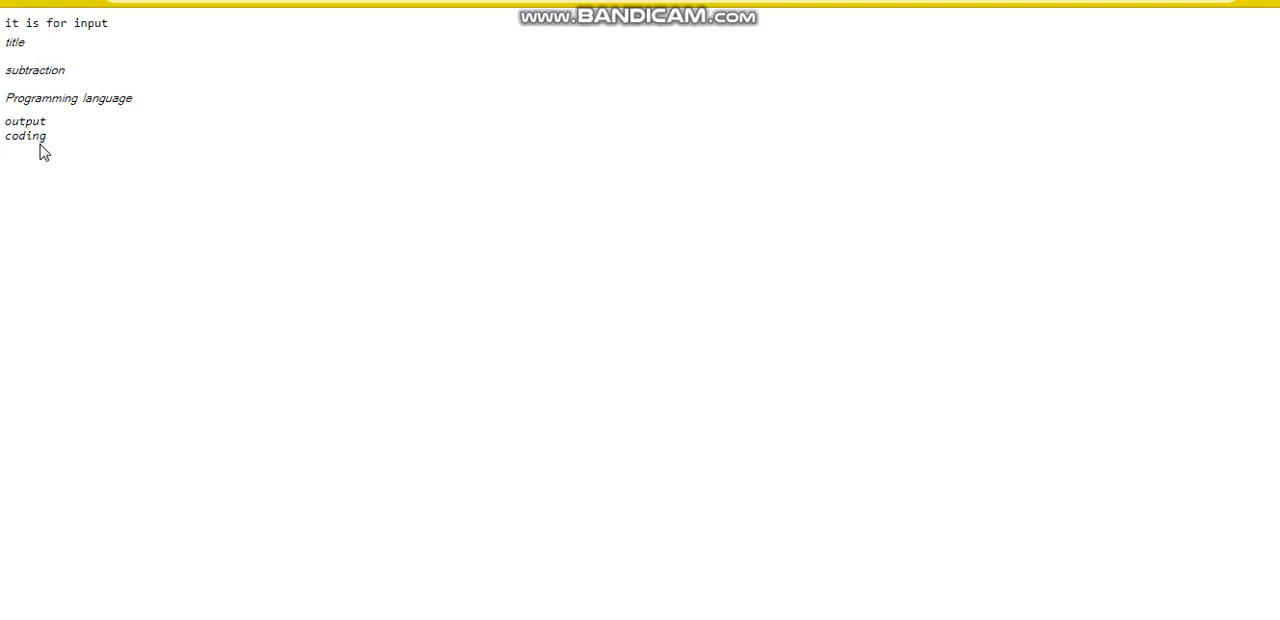 www.BANDICAM.com
it is for input
title
subtraction
Programming language
output
coding